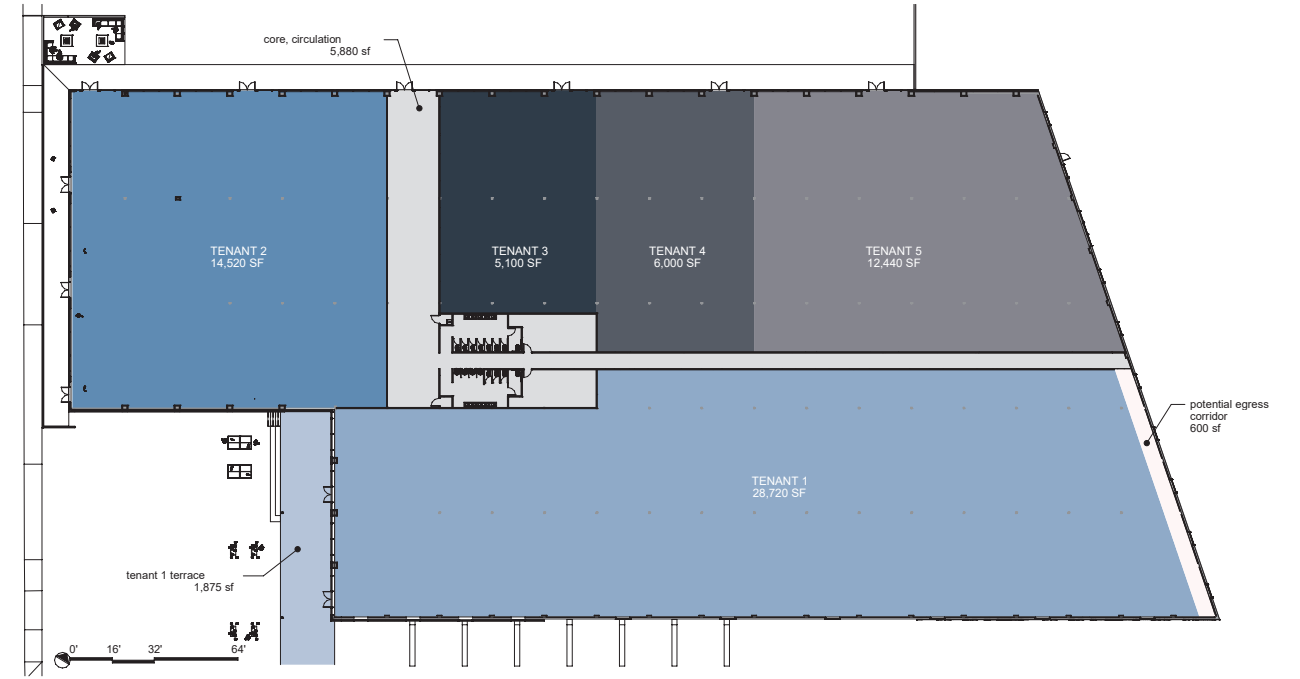 core, circulation
5,880 sf
TENANT 2
14,520 SF
TENANT 3
5,100 SF
TENANT 4
6,000 SF
TENANT 5
12,440 SF
potential egress
corridor
600 sf
TENANT 1
28,720 SF
tenant 1 terrace
1,875 sf
0' 16' 32' 64'